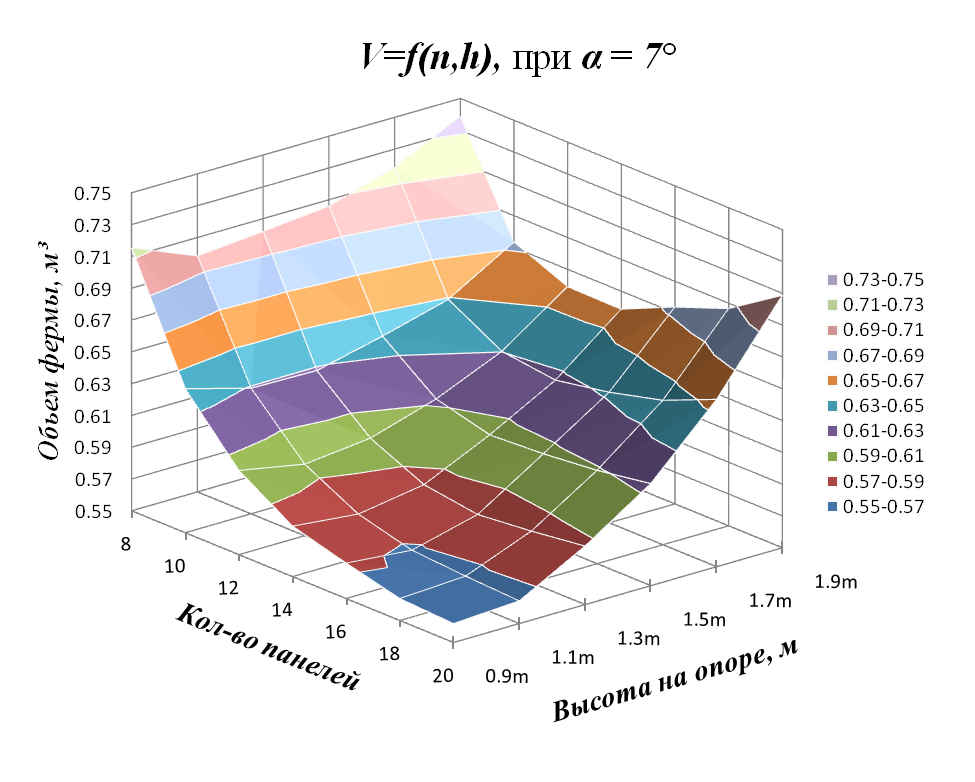 V=f(n,h), при α = 7°
0.75
0.73
0.71
0.69
0.67
0.65
0.63
0.61
0.59
0.57
0.55
Объем фермы, м³
8
10
12
14
16
18
20
Кол-во панелей
0.9m
1.1m
1.3m
1.5m
1.7m
1.9m
Высота на опоре, м
0.73-0.75
0.71-0.73
0.69-0.71
0.67-0.69
0.65-0.67
0.63-0.65
0.61-0.63
0.59-0.61
0.57-0.59
0.55-0.57